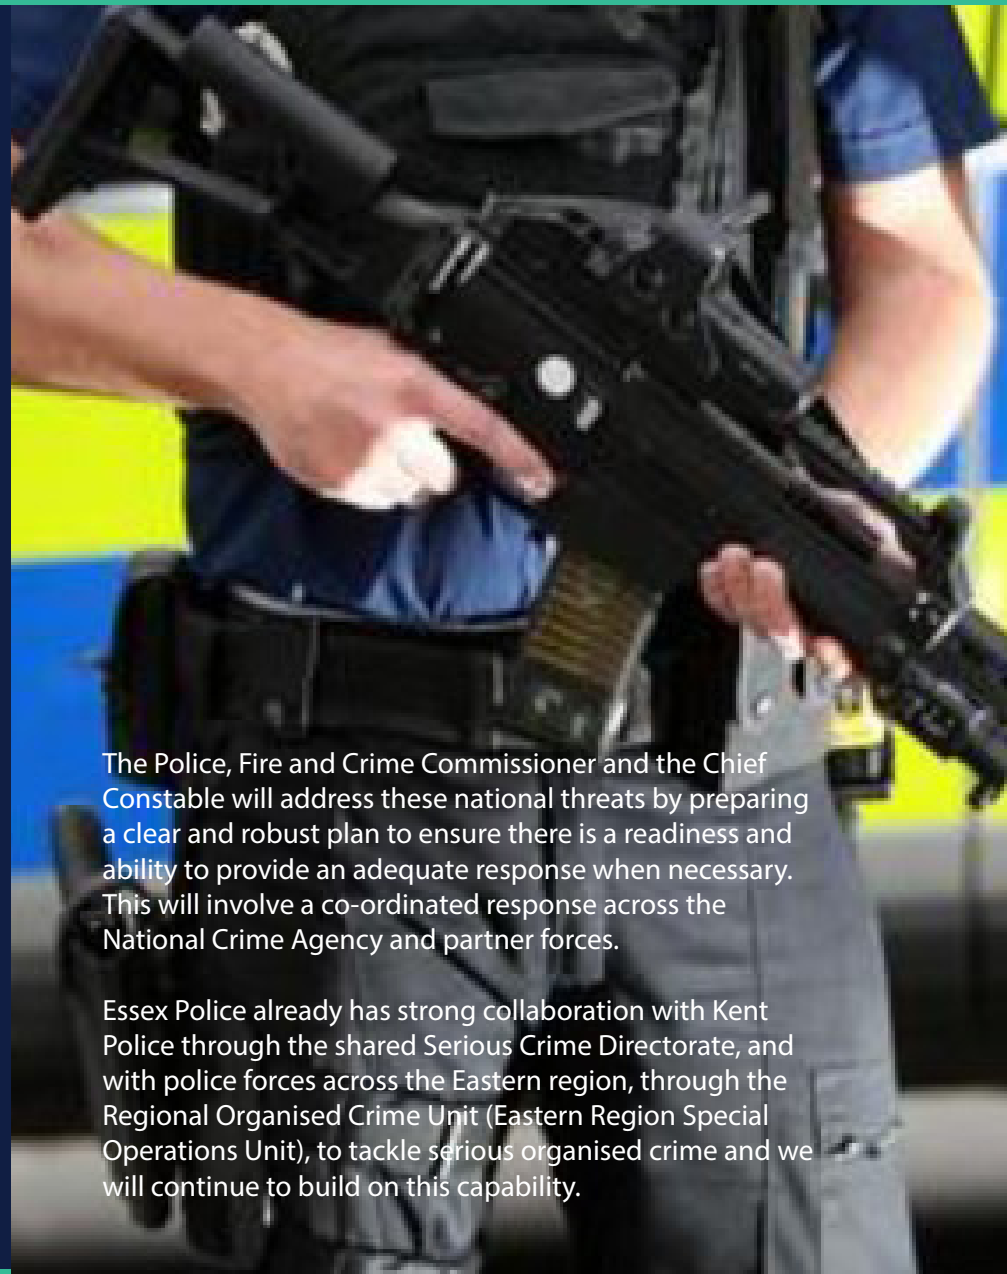 The Police, Fire and Crime Commissioner and the Chief
Constable will address these national threats by preparing
a clear and robust plan to ensure there is a readiness and
ability to provide an adequate response when necessary.
This will involve a co-ordinated response across the
National Crime Agency and partner forces.
Essex Police already has strong collaboration with Kent
Police through the shared Serious Crime Directorate, and
with police forces across the Eastern region, through the
Regional Organised Crime Unit (Eastern Region Special
Operations Unit), to tackle serious organised crime and we
will continue to build on this capability.